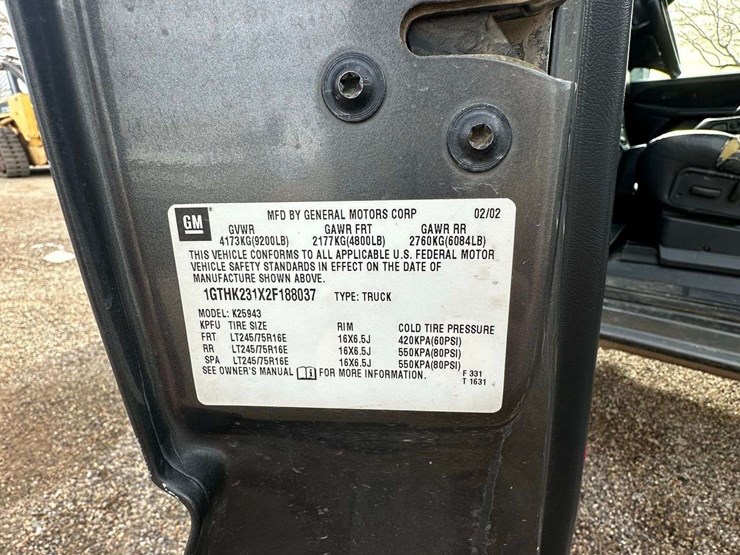 GM ® MFD BY GENERAL MOTORS CORP 02/02
GVWR GAWR FRT GAWR RR
4173KG(9200LB) 2177KG(4800LB) 2760KG(6084LB)
THIS VEHICLE CONFORMS TO ALL APPLICABLE U.S. FEDERAL MOTOR
VEHICLE SAFETY STANDARDS IN EFFECT ON THE DATE OF
MANUFACTURE SHOWN ABOVE.
1GTHK231X2F188037 TYPE: TRUCK
MODEL: K25943
KPFU TIRE SIZE RIM COLD TIRE PRESSURE
FRT LT245/75R16E 16X6.5J 420KPA(60PSI)
RR LT245/75R16E 16X6.5J 550KPA(80PSI)
SPA LT245/75R16E 16X6.5J 550KPA(80PSI)
SEE OWNER'S MANUAL FOR MORE INFORMATION. F 331
T 1631